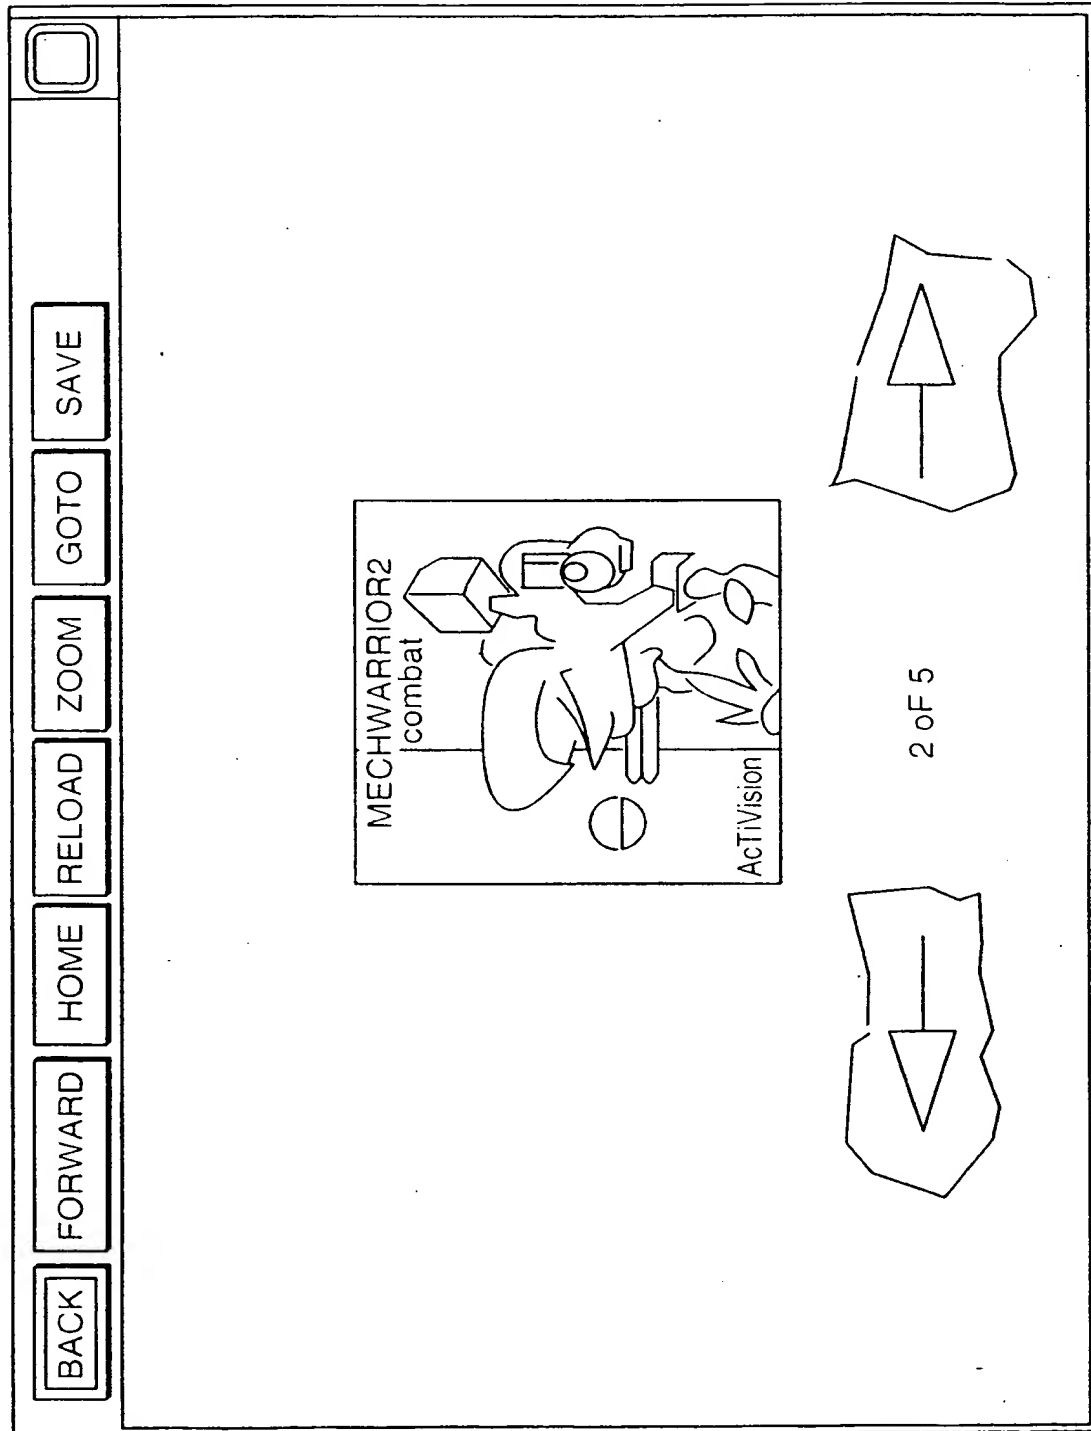 BACK FORWARD HOME RELOAD ZOOM GOTO SAVE
MECHWARRIOR2
combat
AcTiVision
2 oF 5